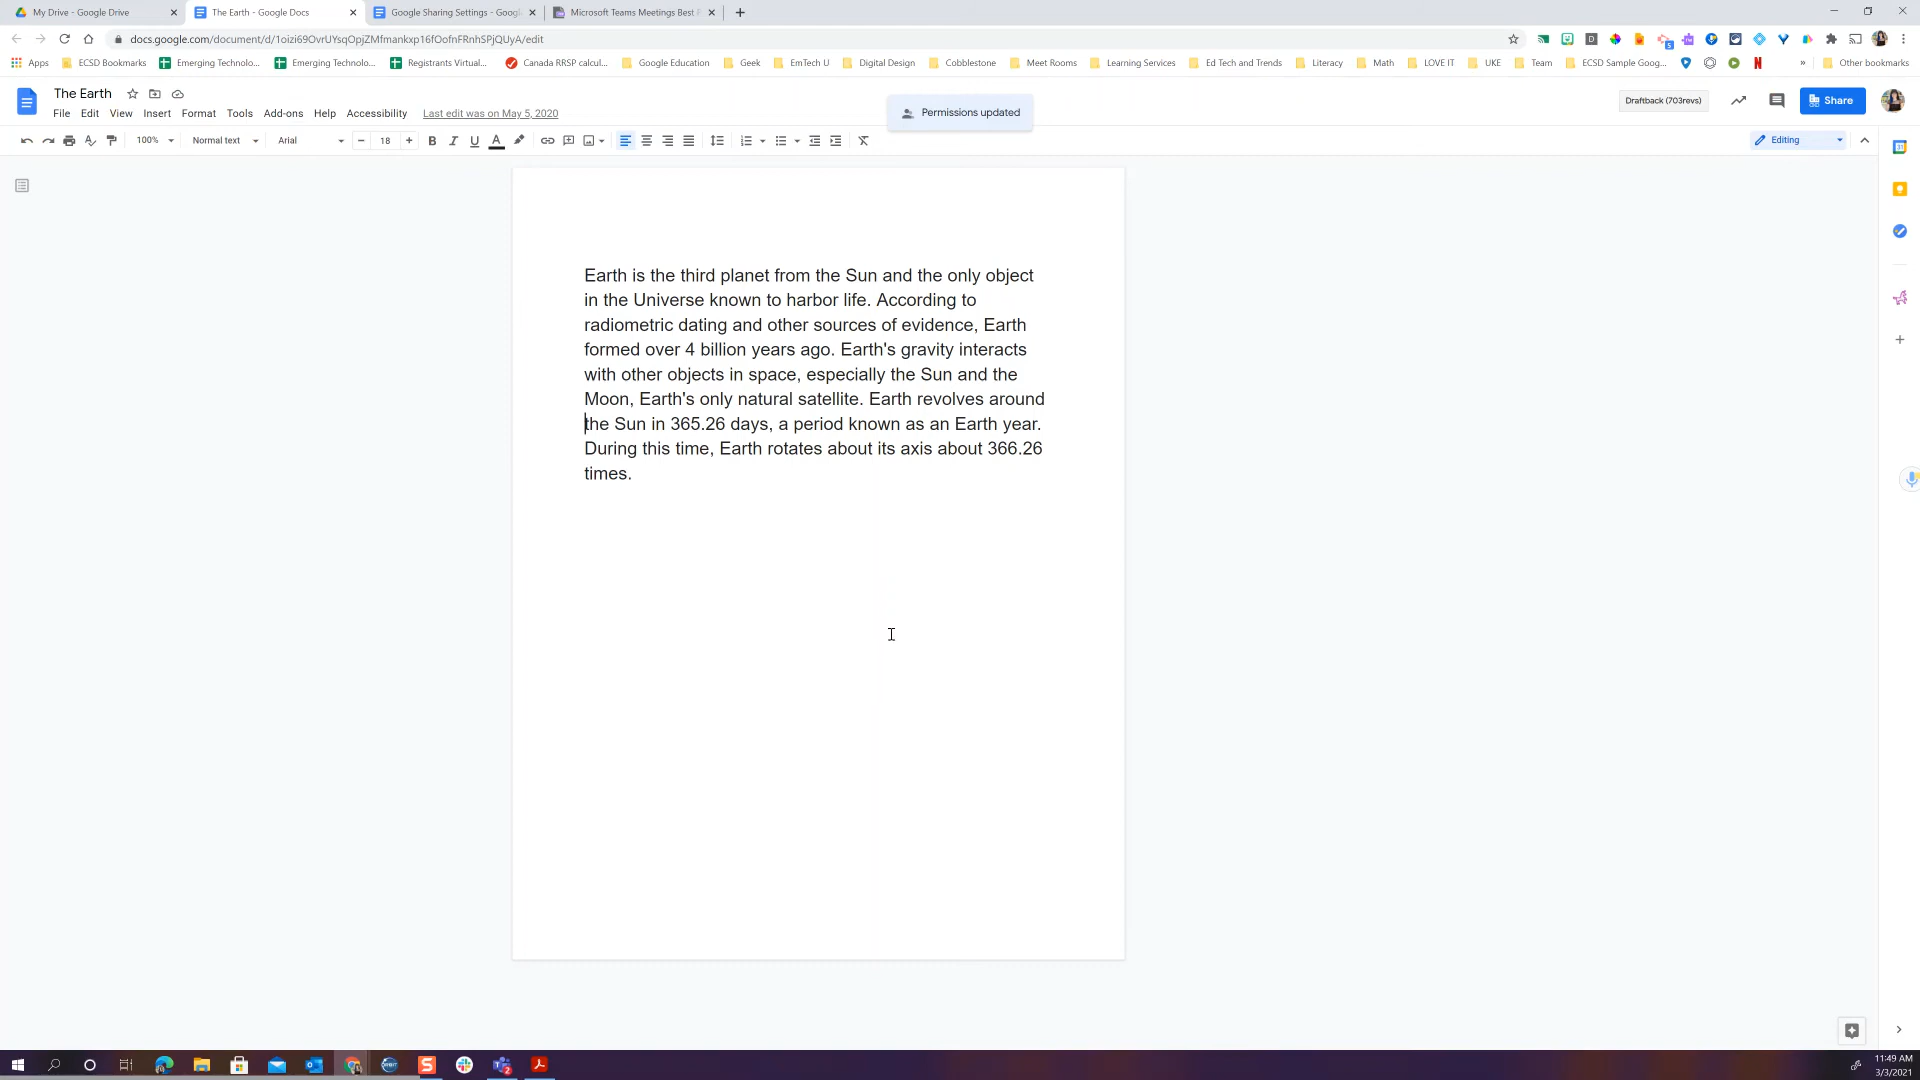 My Drive - Google Drive
The Earth - Google Docs
Google Sharing Settings - Goog
Microsoft Teams Meetings Best
docs.google.com/document/d/1oizi69OvrUYsqOpjZMfmankxp16fOofnFRnhSPjQUyA/edit
Apps
ECSD Bookmarks
Emerging Technolo...
Emerging Technolo...
Registrants Virtual...
Canada RRSP calcul...
Google Education
Geek
EmTech U
Digital Design
Cobblestone
Meet Rooms
Learning Services
Ed Tech and Trends
Literacy
Math
LOVE IT
UKE
Team
ECSD Sample Goog...
»
Other bookmarks
The Earth
File Edit View Insert Format Tools Add-ons Help Accessibility
Last edit was on May 5, 2020
Permissions updated
Draftback (703revs)
Share
100%
Normal text
Arial
18
B I U A
Editing
Earth is the third planet from the Sun and the only object
in the Universe known to harbor life. According to
radiometric dating and other sources of evidence, Earth
formed over 4 billion years ago. Earth's gravity interacts
with other objects in space, especially the Sun and the
Moon, Earth's only natural satellite. Earth revolves around
the Sun in 365.26 days, a period known as an Earth year.
During this time, Earth rotates about its axis about 366.26
times.
11:49 AM
3/3/2021